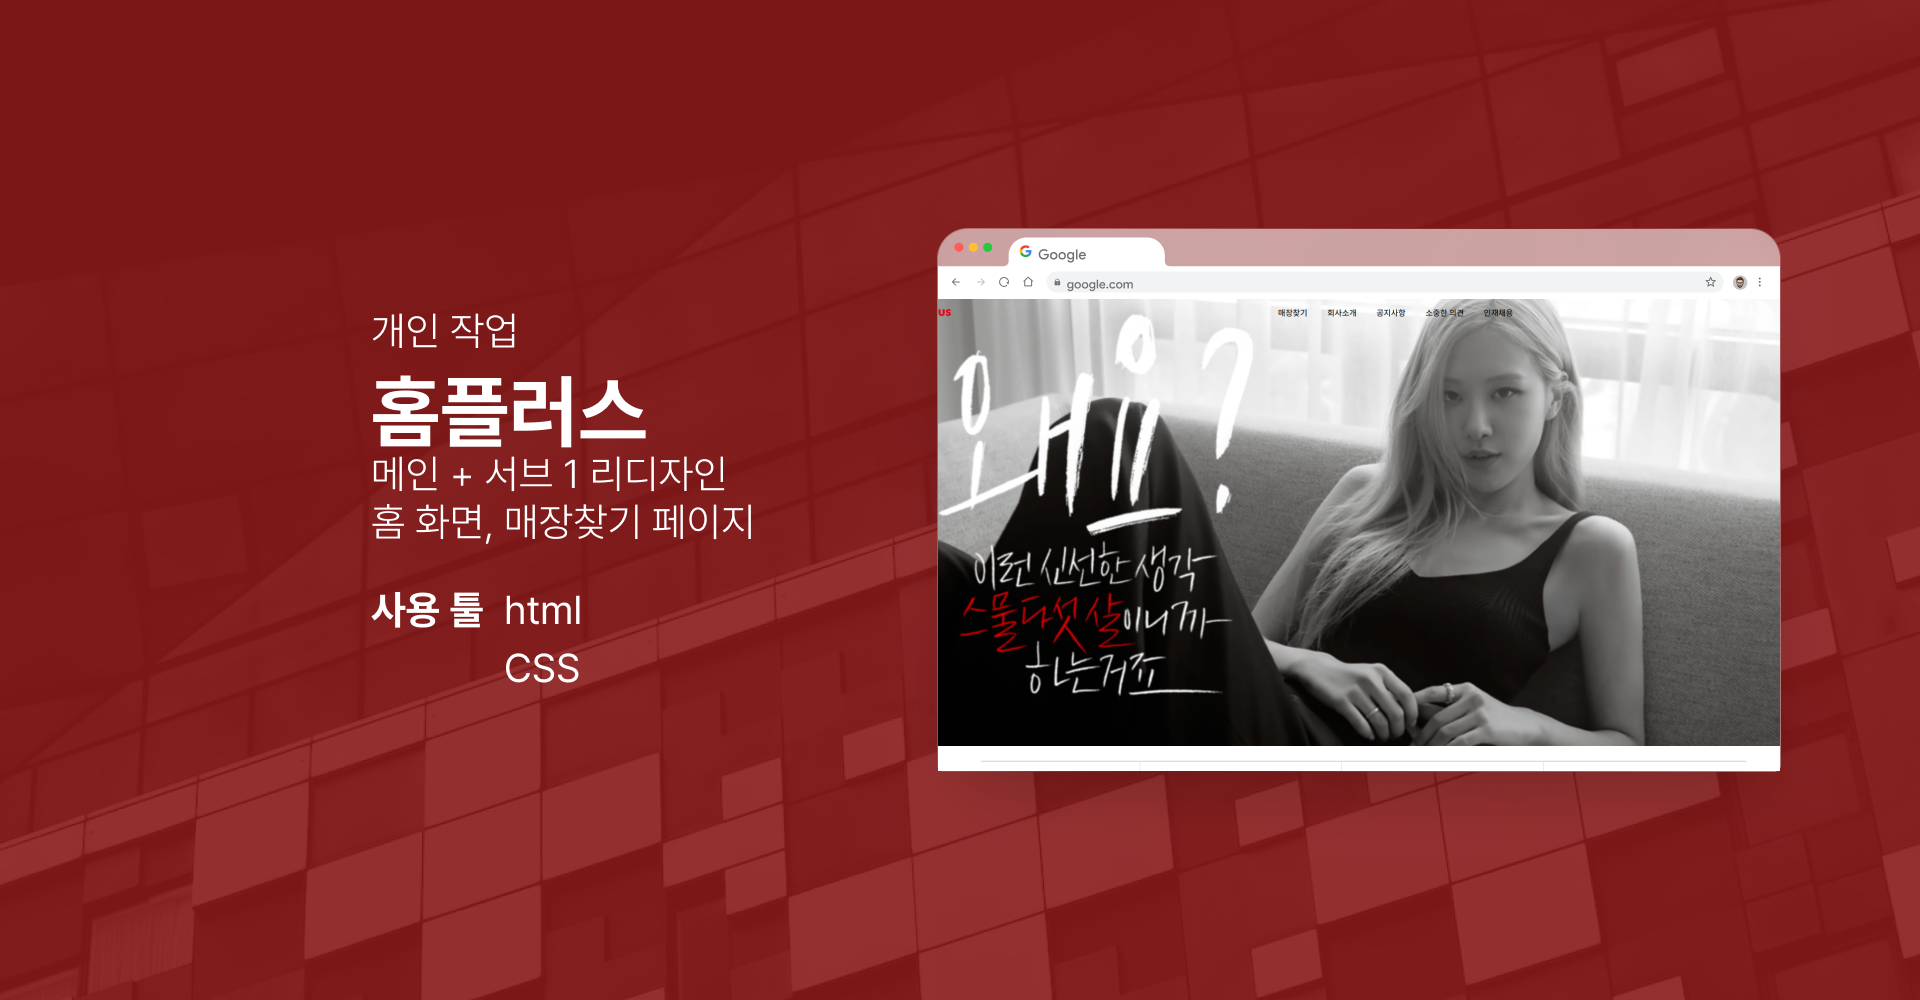 개인 작업
홈플러스
메인 + 서브 1 리디자인
홈 화면, 매장찾기 페이지
사용 툴 html
CSS
Google
google.com
US
매장찾기 회사소개 공지사항 소중한 의견 인재채용
왜요?
이런 신선한 생각
스물다섯 살이니까
하는거죠